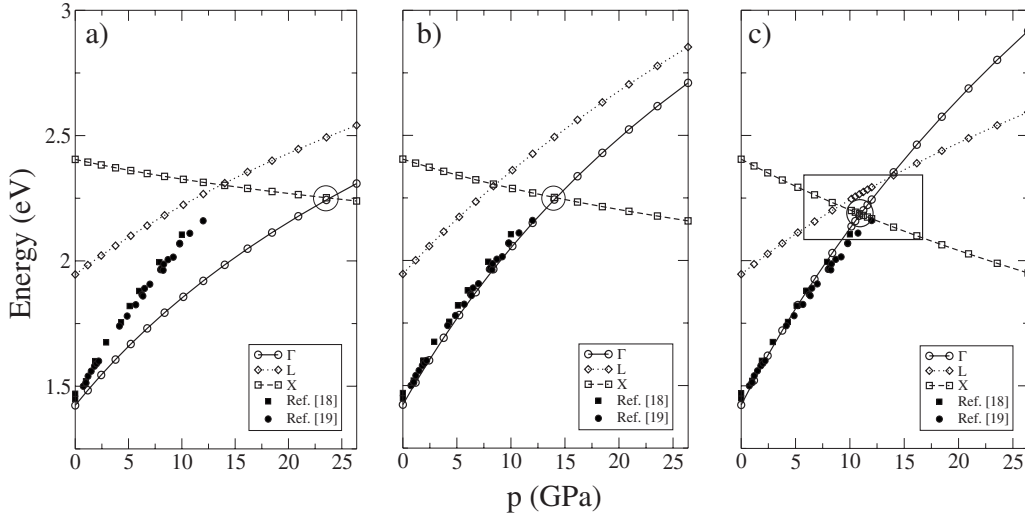 a)
b)
c)
3
2.5
2
1.5
Energy (eV)
Γ
L
X
Ref. [18]
Ref. [19]
Γ
L
X
Ref. [18]
Ref. [19]
Γ
L
X
Ref. [18]
Ref. [19]
0 5 10 15 20 25
0 5 10 15 20 25
0 5 10 15 20 25
p (GPa)